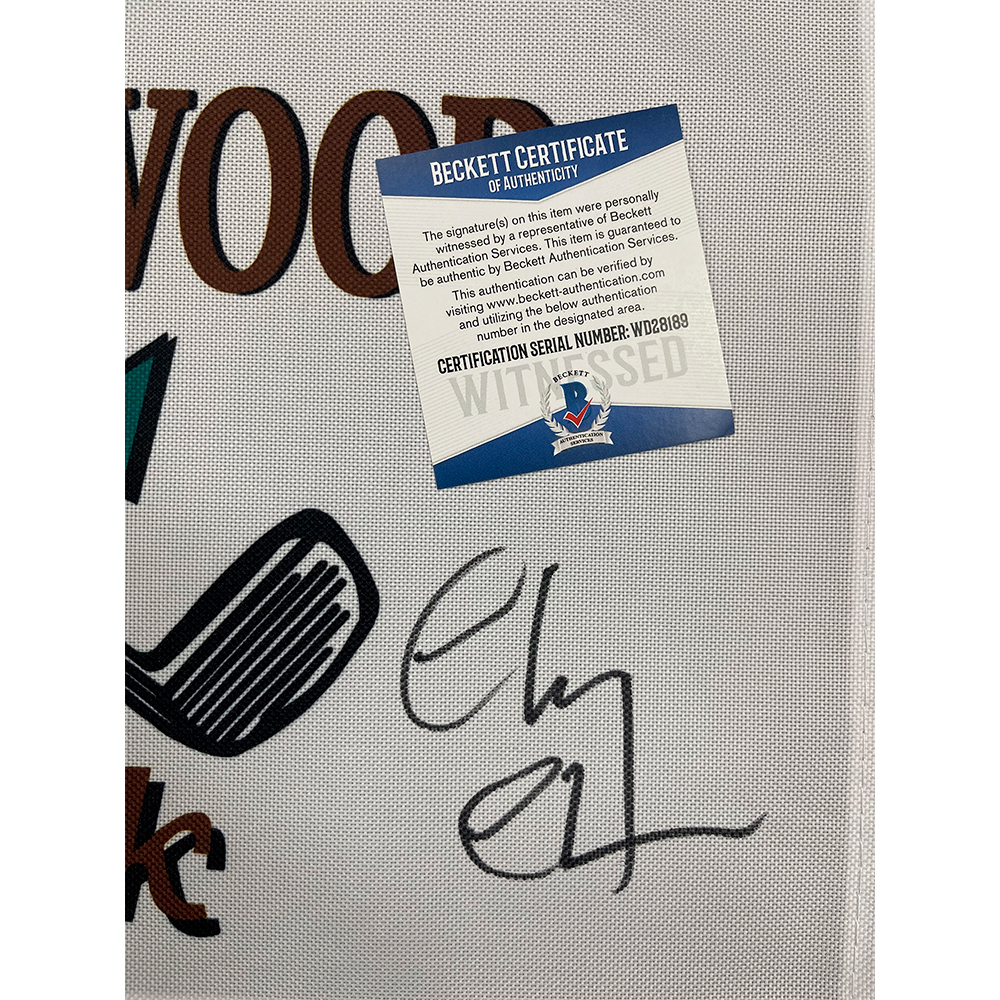 WOOD
BECKETT CERTIFICATE
OF AUTHENTICITY
The signature(s) on this item were personally
witnessed by a representative of Beckett
Authentication Services. This item is guaranteed to
be authentic by Beckett Authentication Services.
This authentication can be verified by
visiting www.beckett-authentication.com
and utilizing the below authentication
number in the designated area.
CERTIFICATION SERIAL NUMBER: WD28189
WITNESSED
BECKETT
B
AUTHENTICATION
SERVICES
k